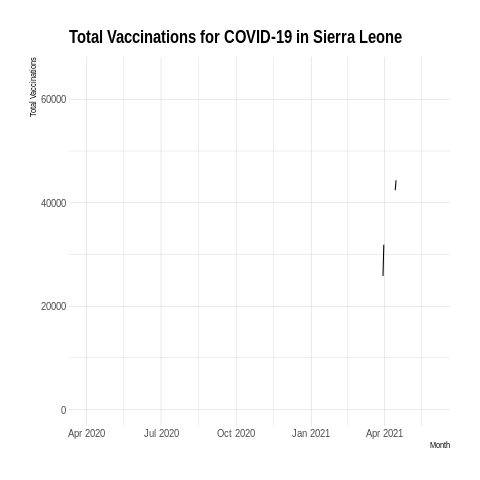 Total Vaccinations for COVID-19 in Sierra Leone
Total Vaccinations
60000
40000
20000
0
Apr 2020 Jul 2020 Oct 2020 Jan 2021 Apr 2021
Month